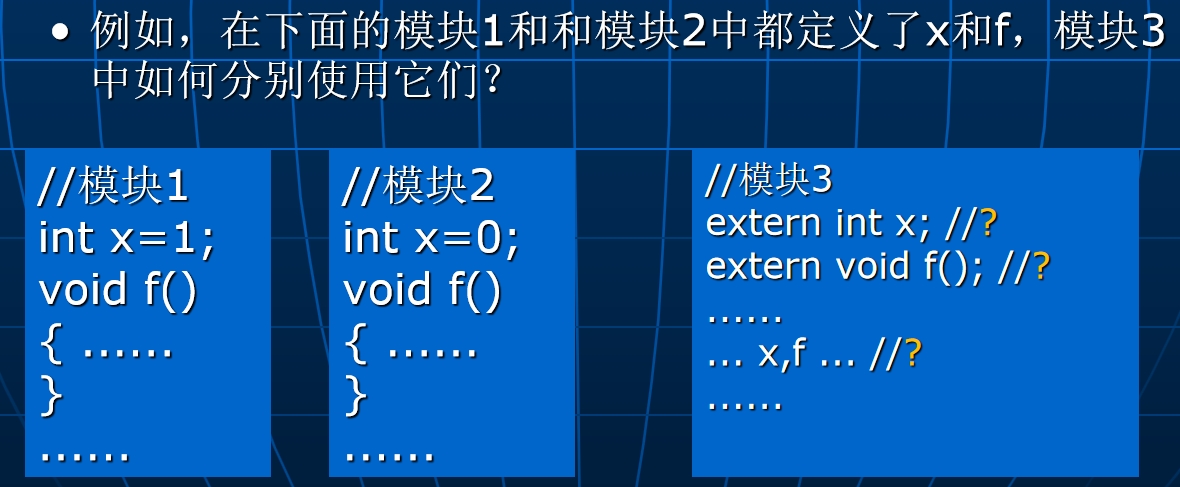 • 例如，在下面的模块1和和模块2中都定义了x和f，模块3
中如何分别使用它们？
//模块1
int x=1;
void f()
{ ……
}
……
//模块2
int x=0;
void f()
{ ……
}
……
//模块3
extern int x; //?
extern void f(); //?
……
... x,f ... //?
……